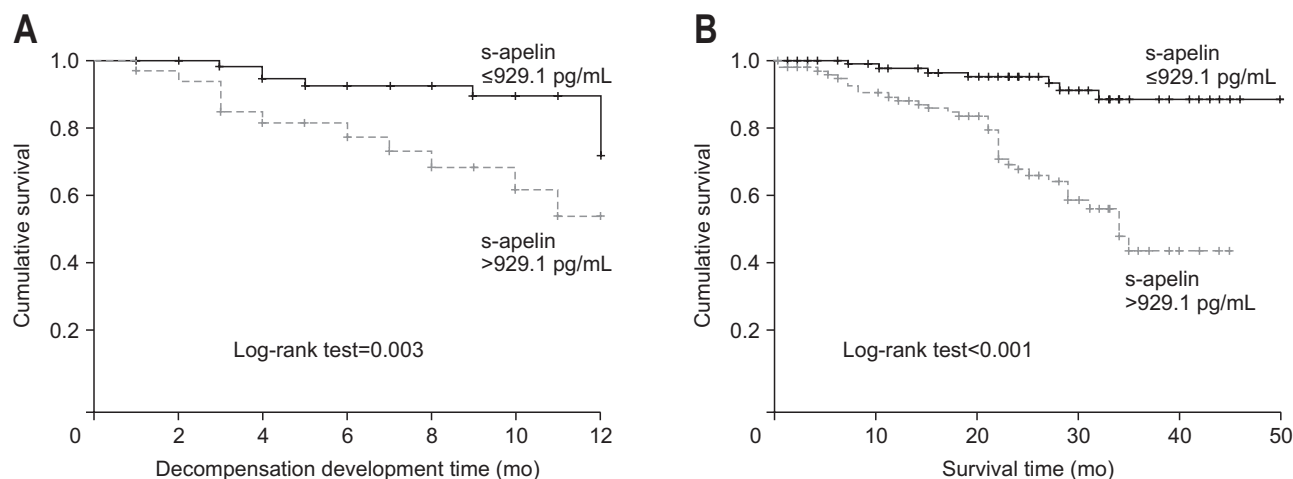 A
Cumulative survival
1.0
0.8
0.6
0.4
0.2
0
2
4
6
8
10
12
s-apelin
≤929.1 pg/mL
s-apelin
>929.1 pg/mL
Log-rank test=0.003
Decompensation development time (mo)
B
Cumulative survival
1.0
0.8
0.6
0.4
0.2
0
10
20
30
40
50
s-apelin
≤929.1 pg/mL
s-apelin
>929.1 pg/mL
Log-rank test<0.001
Survival time (mo)